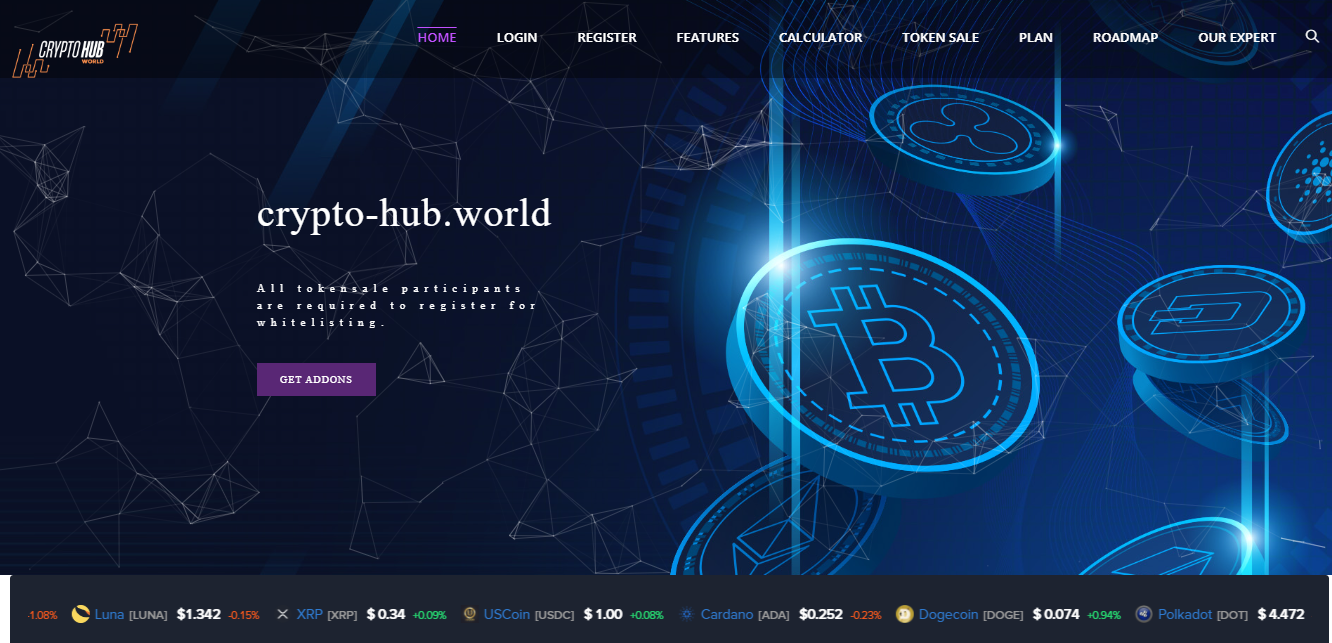 CRYPTO HUB
WORLD
HOME LOGIN REGISTER FEATURES CALCULATOR TOKEN SALE PLAN ROADMAP OUR EXPERT
crypto-hub.world
All tokensale participants
are required to register for
whitelisting.
GET ADDONS
-1.08% Luna [LUNA] $1.342 -0.15% XRP [XRP] $ 0.34 +0.09% USCoin [USDC] $ 1.00 +0.08% Cardano [ADA] $0.252 -0.23% Dogecoin [DOGE] $ 0.074 +0.94% Polkadot [DOT] $ 4.472